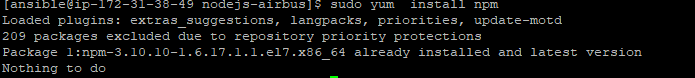 [ansible@ip-172-31-38-49 nodejs-airbus]$ sudo yum  install npm
Loaded plugins: extras_suggestions, langpacks, priorities, update-motd
209 packages excluded due to repository priority protections
Package 1:npm-3.10.10-1.6.17.1.1.el7.x86_64 already installed and latest version
Nothing to do